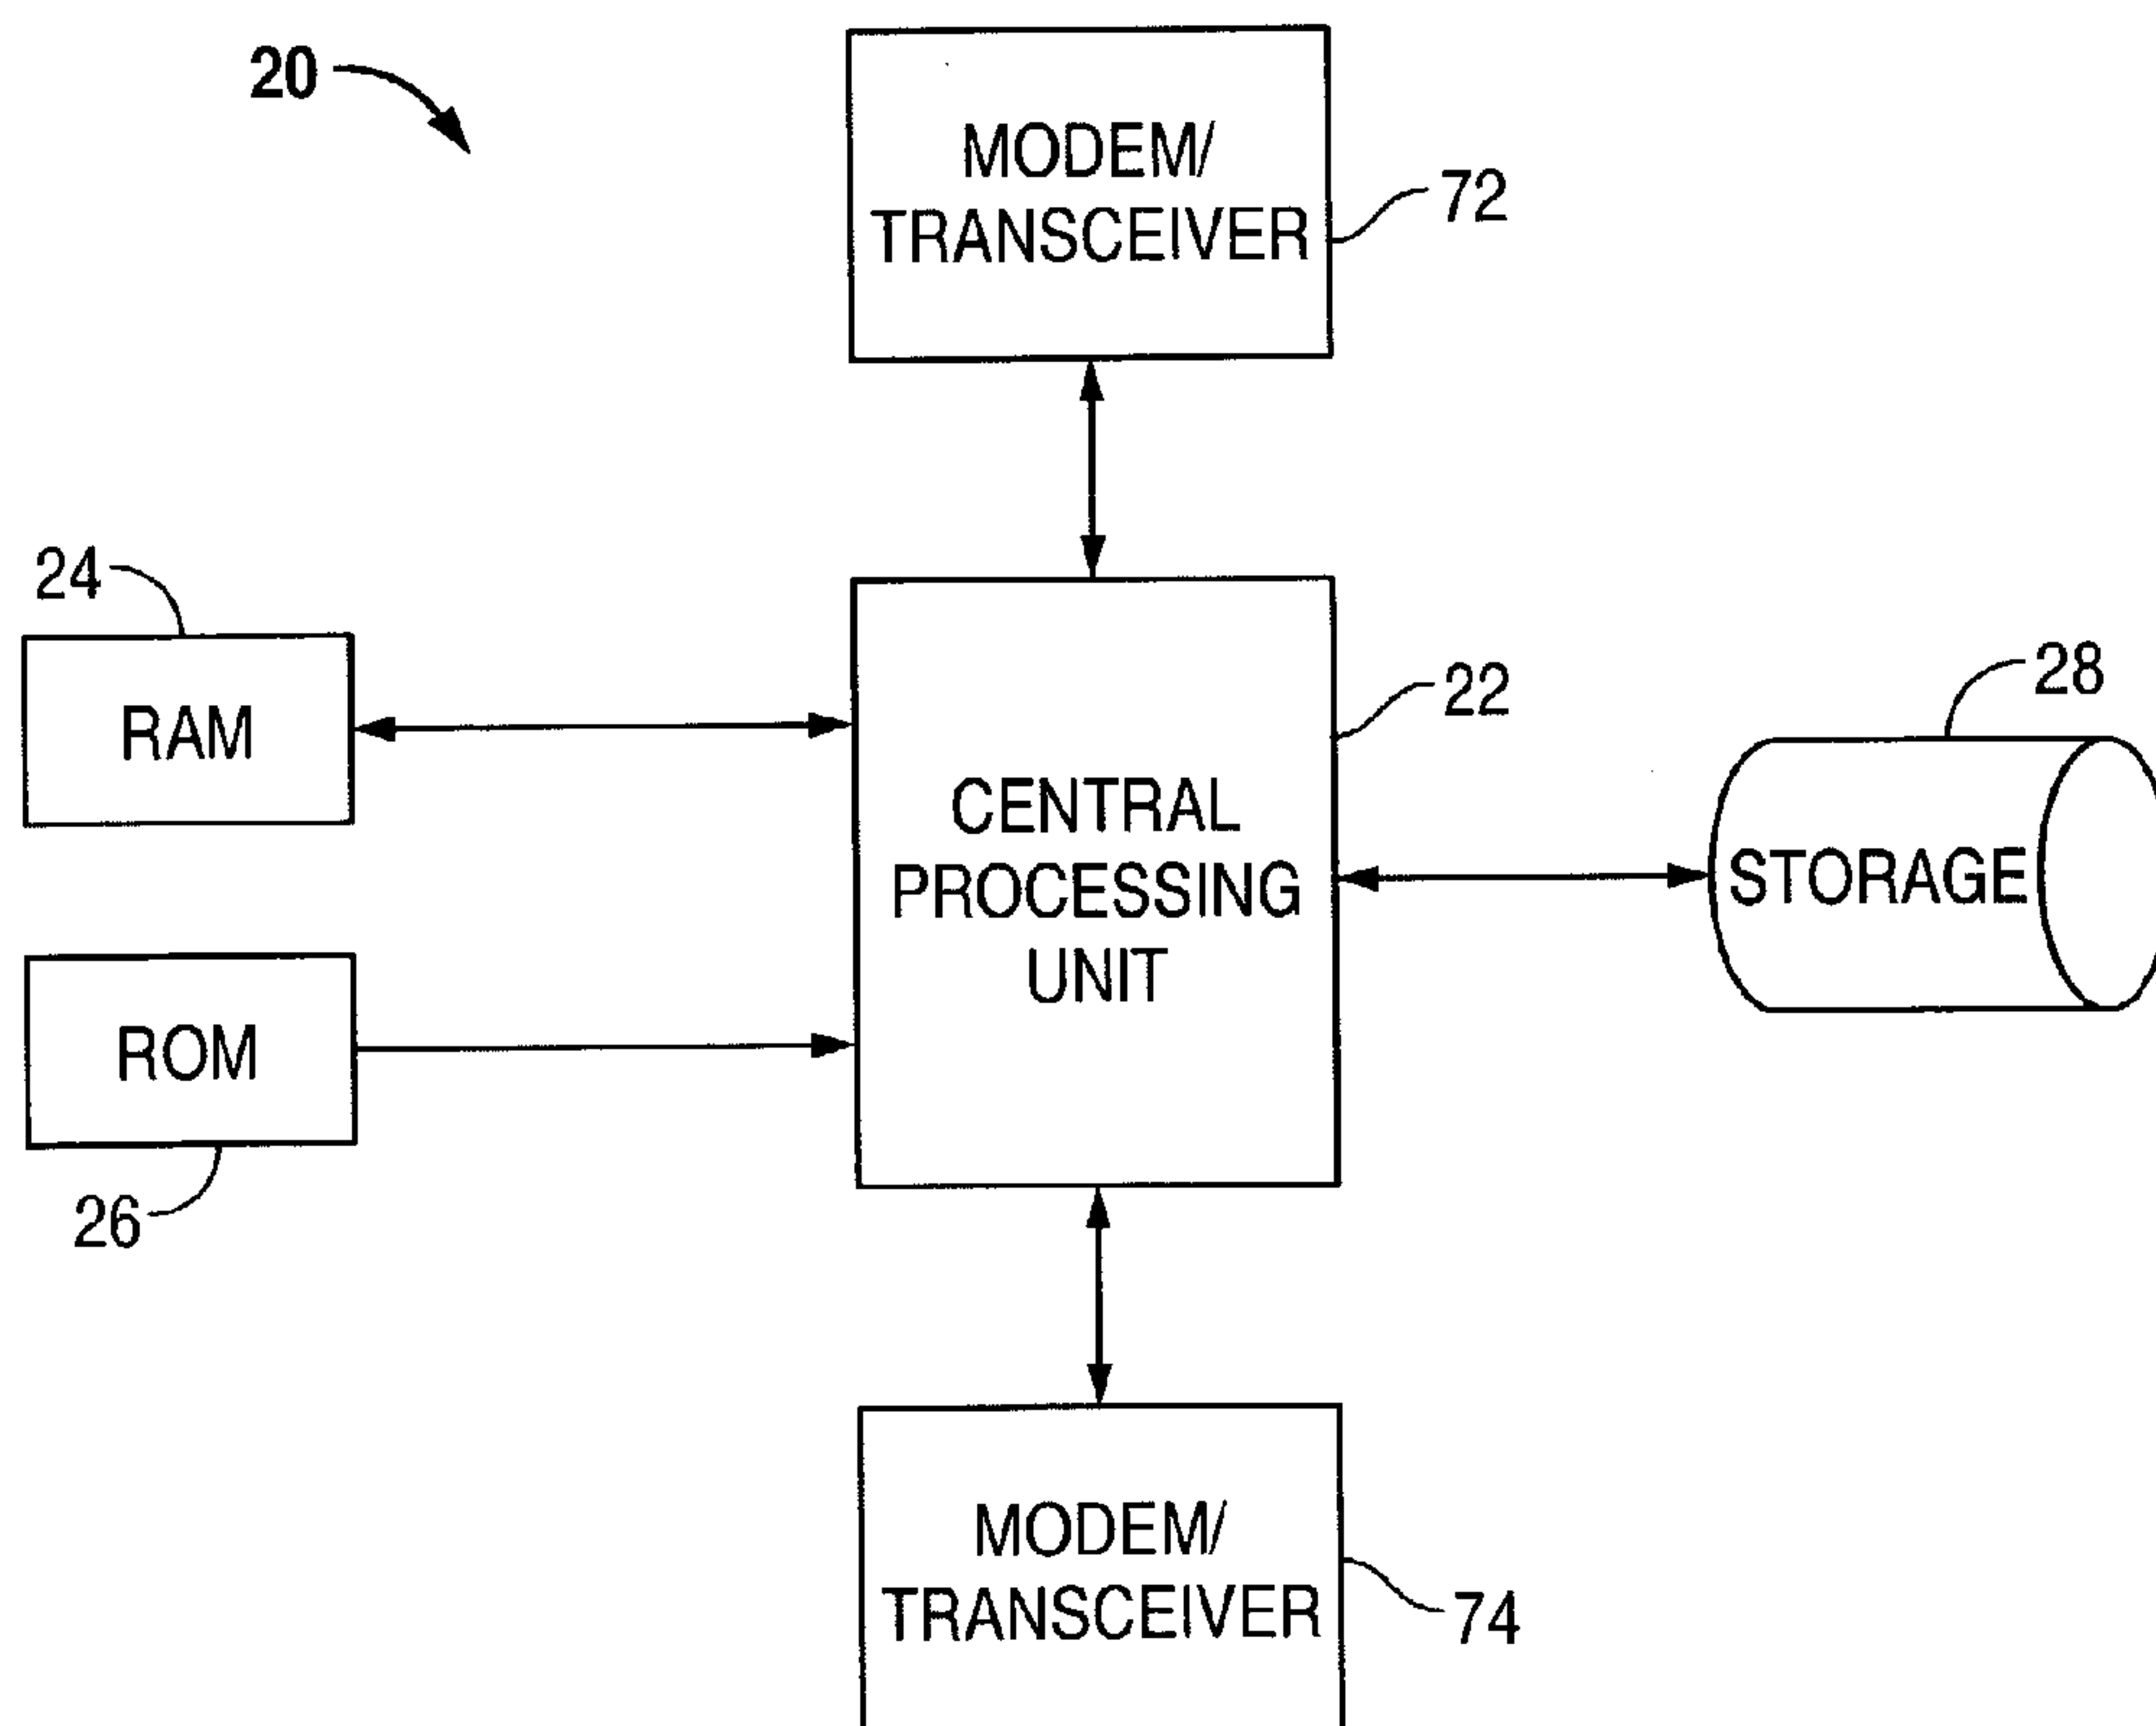 20
MODEM/
TRANSCEIVER
72
24
RAM
22
28
CENTRAL
PROCESSING
UNIT
STORAGE
ROM
26
MODEM/
TRANSCEIVER
74